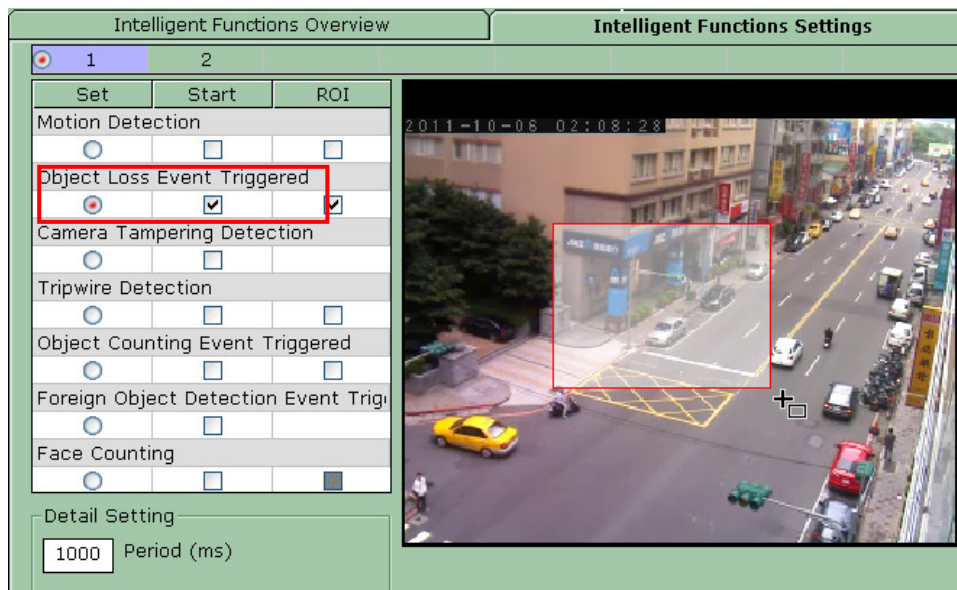 Intelligent Functions Overview
Intelligent Functions Settings
1 2
Set Start ROI
2011-10-06 02:08:28
Motion Detection
Object Loss Event Triggered
Camera Tampering Detection
Tripwire Detection
Object Counting Event Triggered
Foreign Object Detection Event Trig
Face Counting
Detail Setting
1000 Period (ms)